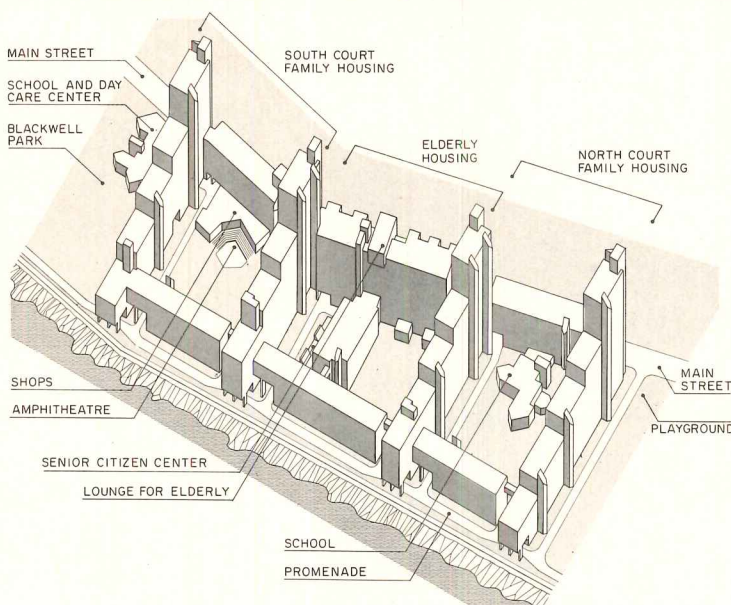 MAIN STREET
SCHOOL AND DAY
CARE CENTER
BLACKWELL
PARK
SOUTH COURT
FAMILY HOUSING
ELDERLY
HOUSING
NORTH COURT
FAMILY HOUSING
MAIN
STREET
PLAYGROUND
SHOPS
AMPHITHEATRE
SENIOR CITIZEN CENTER
LOUNGE FOR ELDERLY
SCHOOL
PROMENADE